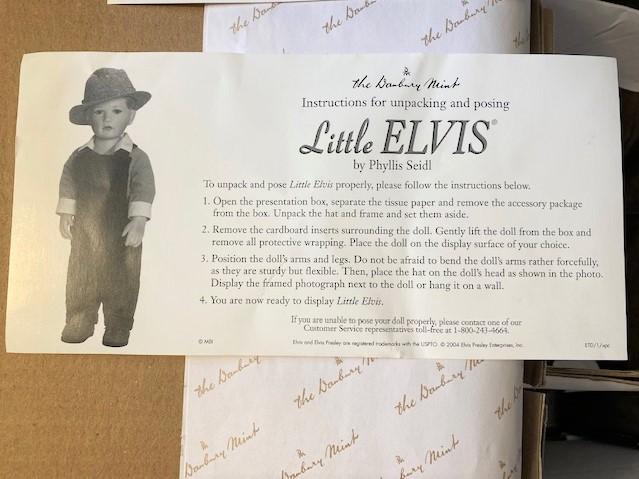 the Danbury Mint
the Danbury Mint
Instructions for unpacking and posing
Little ELVIS®
by Phyllis Seidl
To unpack and pose Little Elvis properly, please follow the instructions below.
1. Open the presentation box, separate the tissue paper and remove the accessory package
from the box. Unpack the hat and frame and set them aside.
2. Remove the cardboard inserts surrounding the doll. Gently lift the doll from the box and
remove all protective wrapping. Place the doll on the display surface of your choice.
3. Position the doll's arms and legs. Do not be afraid to bend the doll's arms rather forcefully,
as they are sturdy but flexible. Then, place the hat on the doll's head as shown in the photo.
Display the framed photograph next to the doll or hang it on a wall.
4. You are now ready to display Little Elvis.
If you are unable to pose your doll properly, please contact one of our
Customer Service representatives toll-free at 1-800-243-4664.
© MBI
Elvis and Elvis Presley are registered trademarks with the USPTO © 2004 Elvis Presley Enterprises, Inc.
the Danbury
the Danbury Mint
the Danbury Mint
the D
Danbury Mint
Danbury Mint
the Danbury Mint